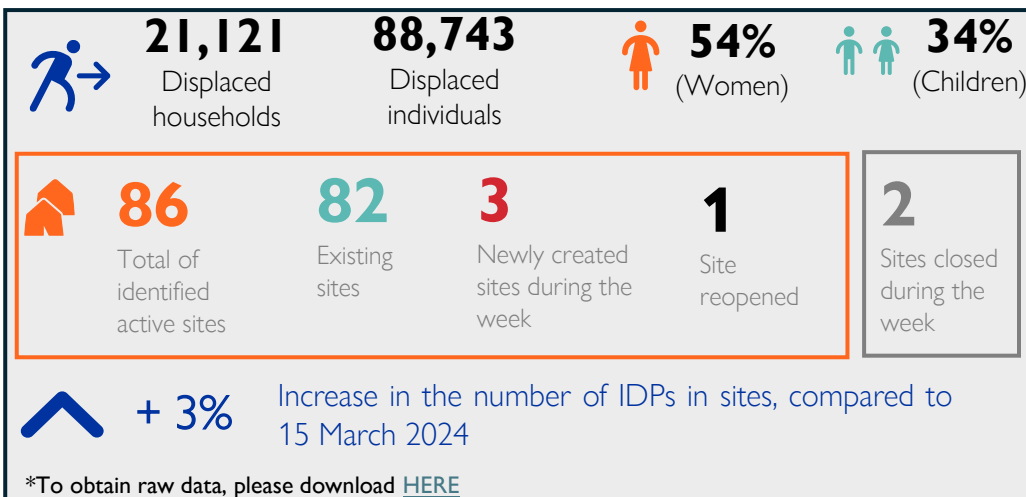 21,121
Displaced
households
88,743
Displaced
individuals
54%
(Women)
34%
(Children)
86
Total of
identified
active sites
82
Existing
sites
3
Newly created
sites during the
week
1
Site
reopened
2
Sites closed
during the
week
+ 3%
Increase in the number of IDPs in sites, compared to
15 March 2024
*To obtain raw data, please download HERE